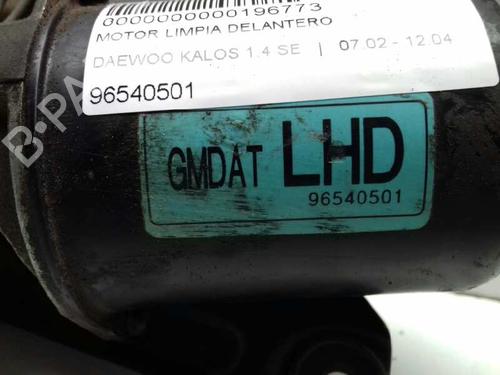 0000000000196773
MOTOR LIMPIA DELANTERO
DAEWOO KALOS 1.4 SE | 07.02 - 12.04
96540501
GMDAT LHD
96540501